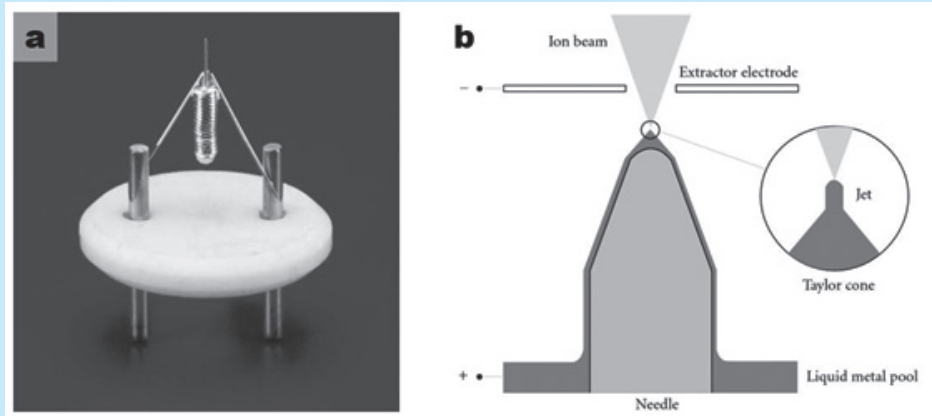 a
b
Ion beam
Extractor electrode
−
Jet
Taylor cone
+
Liquid metal pool
Needle